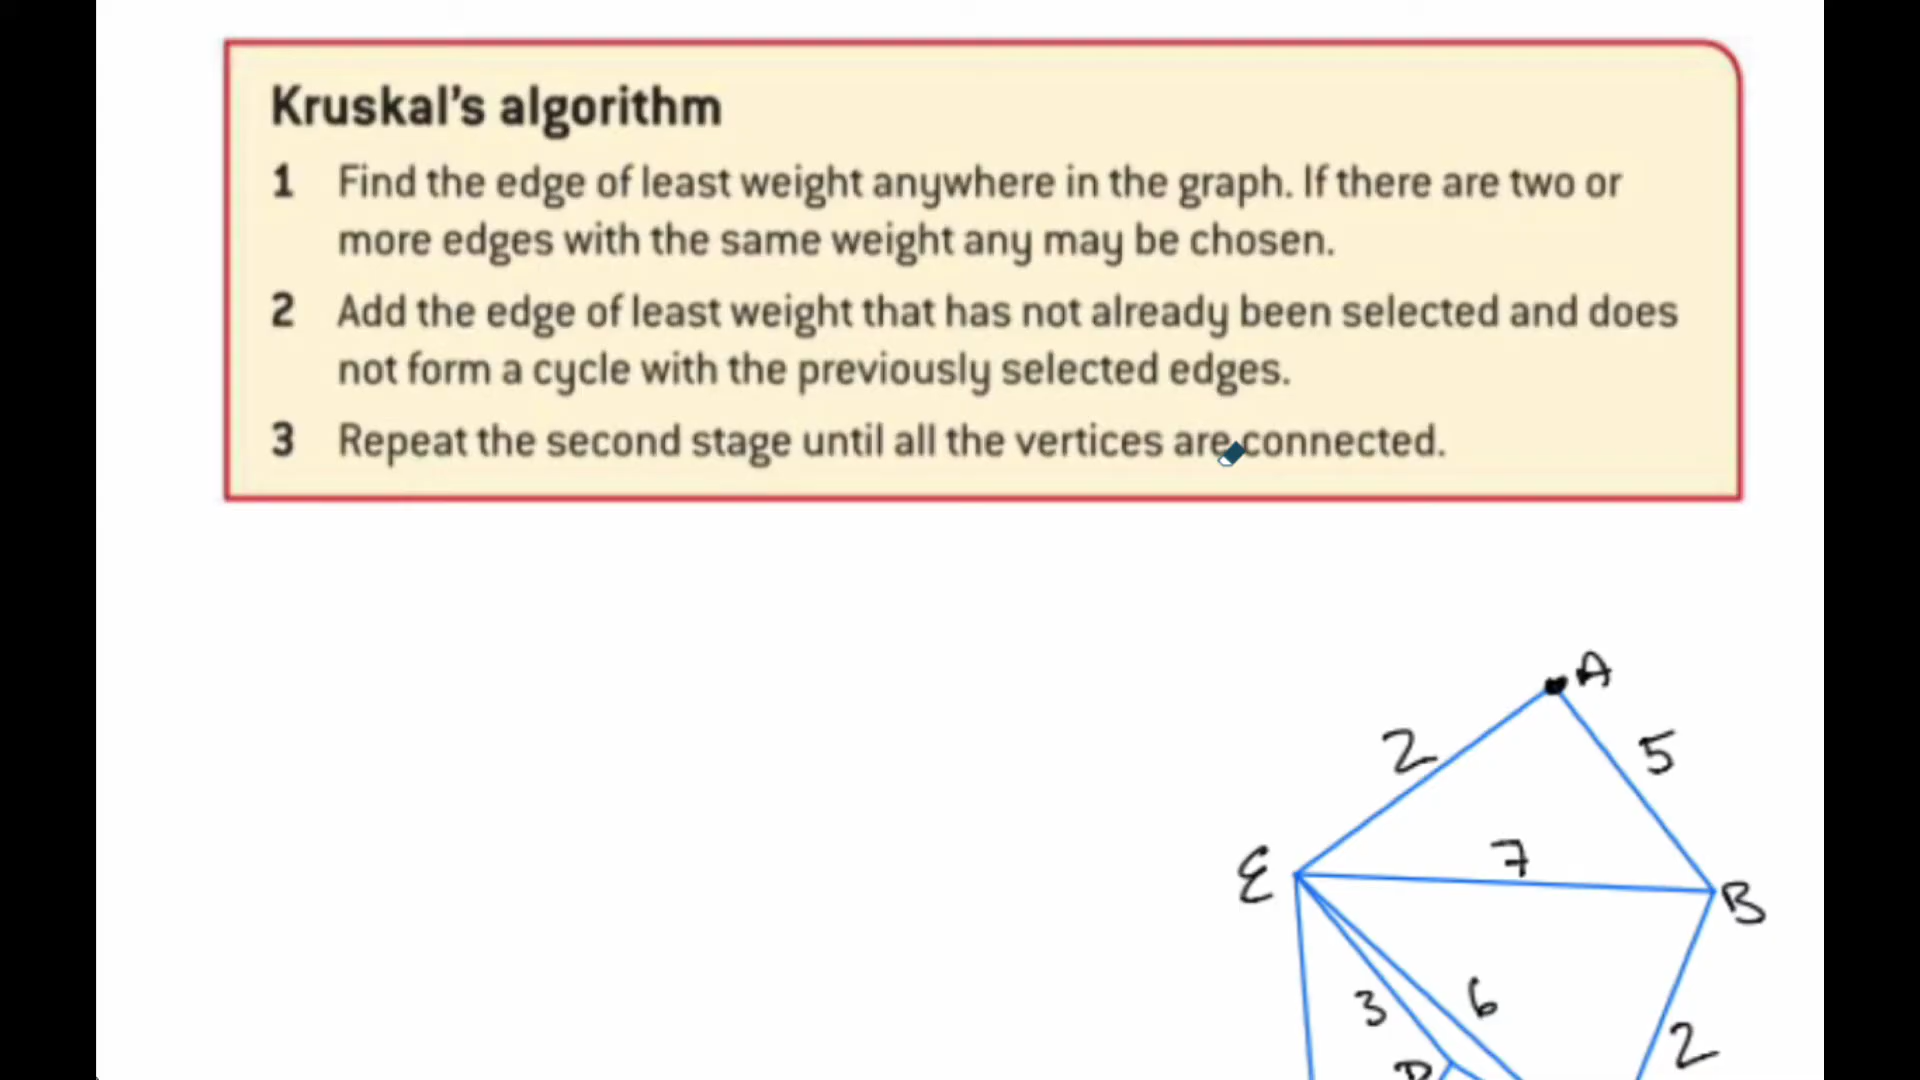 Kruskal's algorithm
1 Find the edge of least weight anywhere in the graph. If there are two or
more edges with the same weight any may be chosen.
2 Add the edge of least weight that has not already been selected and does
not form a cycle with the previously selected edges.
3 Repeat the second stage until all the vertices are connected.
A
2
5
7
E
B
3
6
2